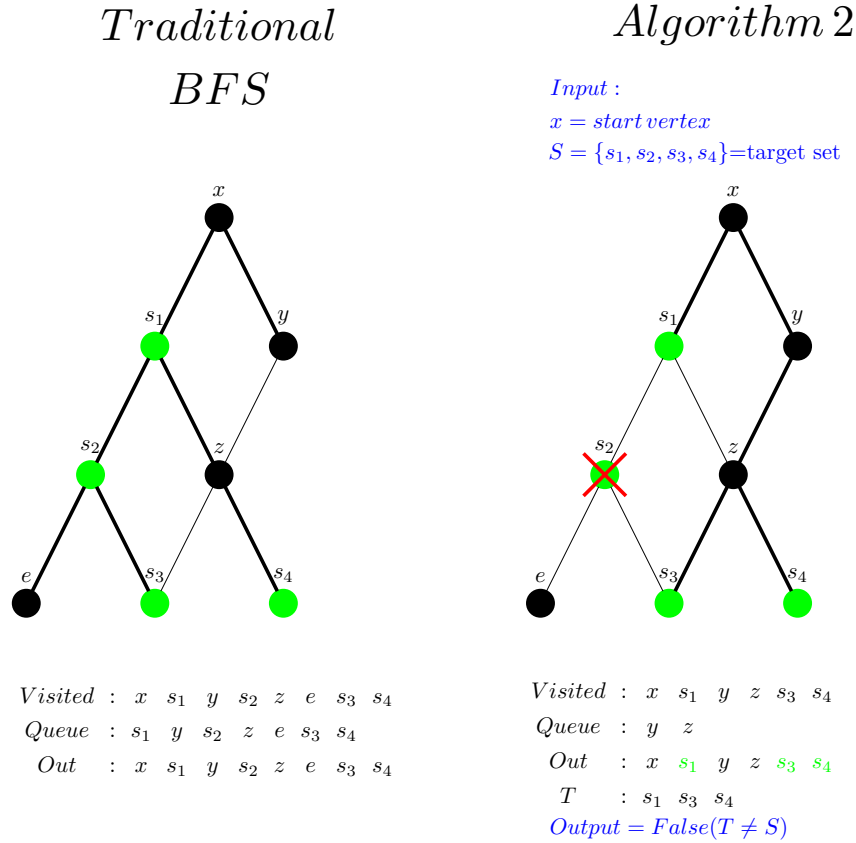 Traditional
BFS
x
s₁
y
s₂
z
e
s₃
s₄
Visited : x s₁ y s₂ z e s₃ s₄
Queue : s₁ y s₂ z e s₃ s₄
Out : x s₁ y s₂ z e s₃ s₄
Algorithm 2
Input :
x = start vertex
S = {s₁, s₂, s₃, s₄}=target set
x
s₁
y
s₂
z
e
s₃
s₄
Visited : x s₁ y z s₃ s₄
Queue : y z
Out : x s₁ y z s₃ s₄
T : s₁ s₃ s₄
Output = False(T ≠ S)